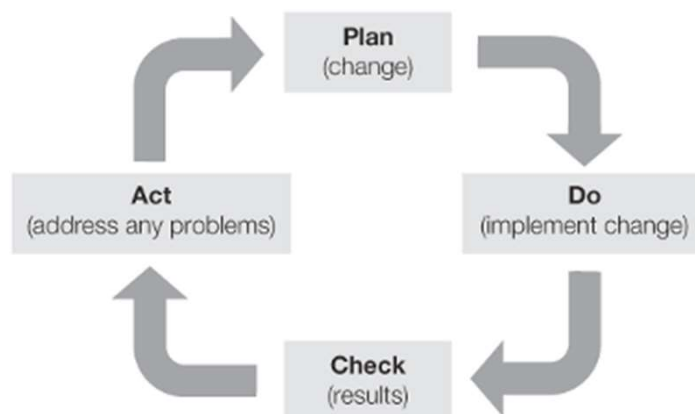 Plan
(change)
Do
(implement change)
Check
(results)
Act
(address any problems)